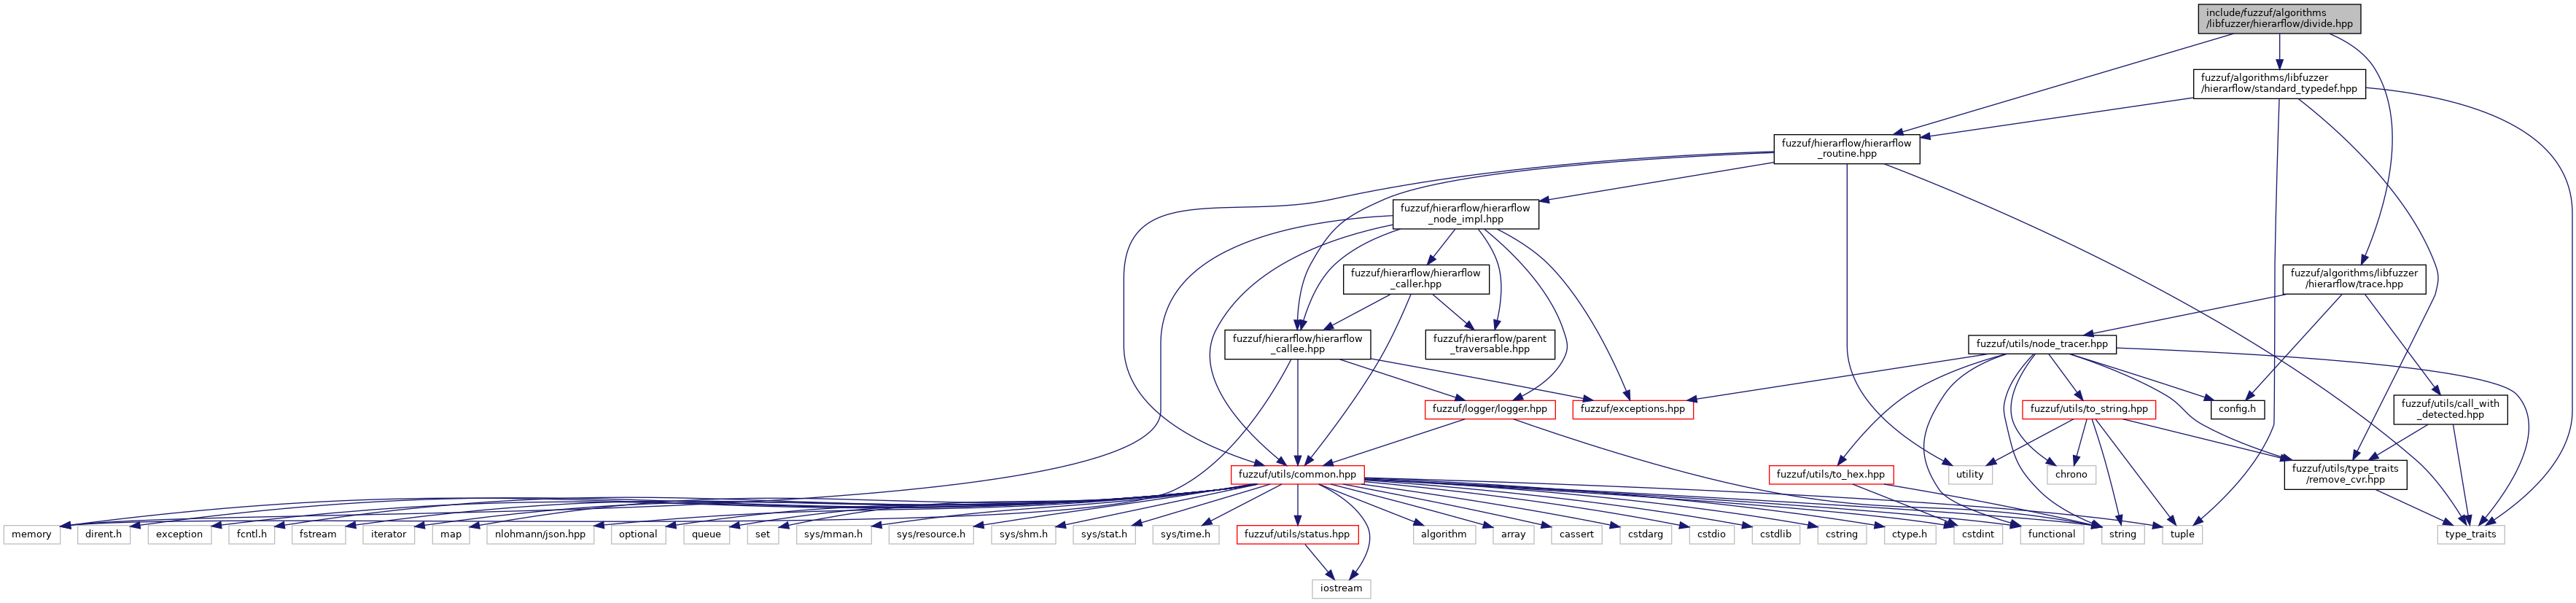 include/fuzzuf/algorithms
/libfuzzer/hierarflow/divide.hpp
fuzzuf/algorithms/libfuzzer
/hierarflow/standard_typedef.hpp
fuzzuf/hierarflow/hierarflow
_routine.hpp
fuzzuf/hierarflow/hierarflow
_node_impl.hpp
fuzzuf/hierarflow/hierarflow
_caller.hpp
fuzzuf/algorithms/libfuzzer
/hierarflow/trace.hpp
fuzzuf/hierarflow/hierarflow
_callee.hpp
fuzzuf/hierarflow/parent
_traversable.hpp
fuzzuf/utils/node_tracer.hpp
fuzzuf/logger/logger.hpp
fuzzuf/exceptions.hpp
fuzzuf/utils/to_string.hpp
config.h
fuzzuf/utils/call_with
_detected.hpp
fuzzuf/utils/common.hpp
fuzzuf/utils/to_hex.hpp
utility
chrono
fuzzuf/utils/type_traits
/remove_cvr.hpp
memory
dirent.h
exception
fcntl.h
fstream
iterator
map
nlohmann/json.hpp
optional
queue
set
sys/mman.h
sys/resource.h
sys/shm.h
sys/stat.h
sys/time.h
fuzzuf/utils/status.hpp
algorithm
array
cassert
cstdarg
cstdio
cstdlib
cstring
ctype.h
cstdint
functional
string
tuple
type_traits
iostream